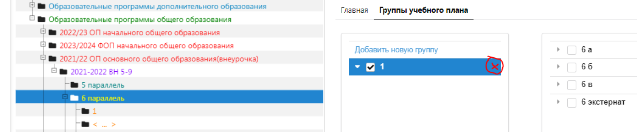 Образовательные программы дополнительного образования
Образовательные программы общего образования
2022/23 ОП начального общего образования
2023/2024 ФОП начального общего образования
2021/22 ОП основного общего образования(внеурочка)
2021-2022 ВН 5-9
5 параллель
6 параллель
1
< ... >
Главная Группы учебного плана
Добавить новую группу
1
6 а
6 б
6 в
6 экстернат